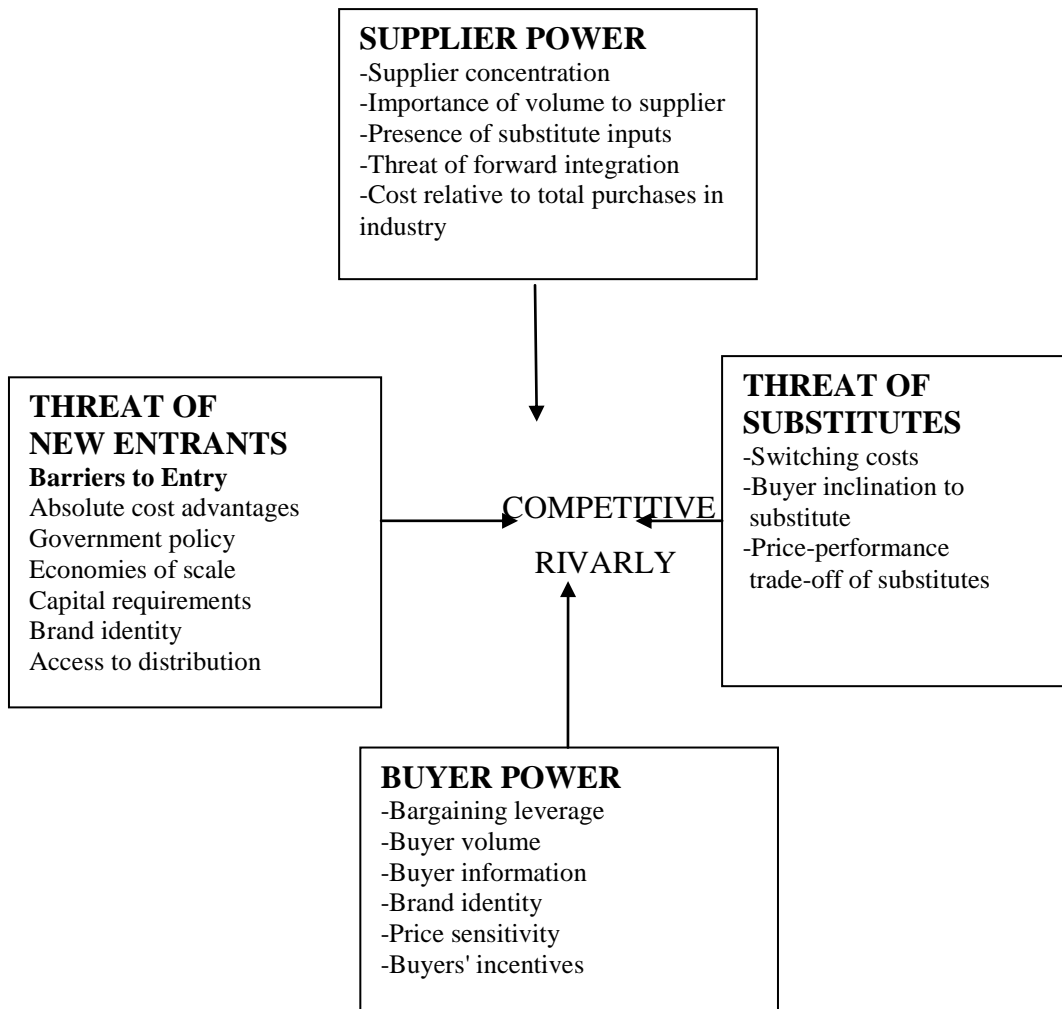 SUPPLIER POWER
-Supplier concentration
-Importance of volume to supplier
-Presence of substitute inputs
-Threat of forward integration
-Cost relative to total purchases in
industry
THREAT OF
NEW ENTRANTS
Barriers to Entry
Absolute cost advantages
Government policy
Economies of scale
Capital requirements
Brand identity
Access to distribution
COMPETITIVE
RIVARLY
THREAT OF
SUBSTITUTES
-Switching costs
-Buyer inclination to
substitute
-Price-performance
trade-off of substitutes
BUYER POWER
-Bargaining leverage
-Buyer volume
-Buyer information
-Brand identity
-Price sensitivity
-Buyers' incentives